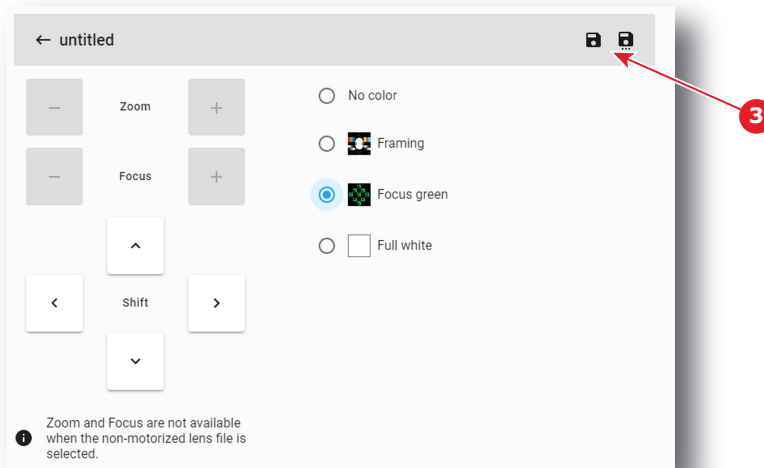 untitled
3
Zoom
No color
Framing
Focus
Focus green
Full white
Shift
Zoom and Focus are not available
when the non-motorized lens file is
selected.